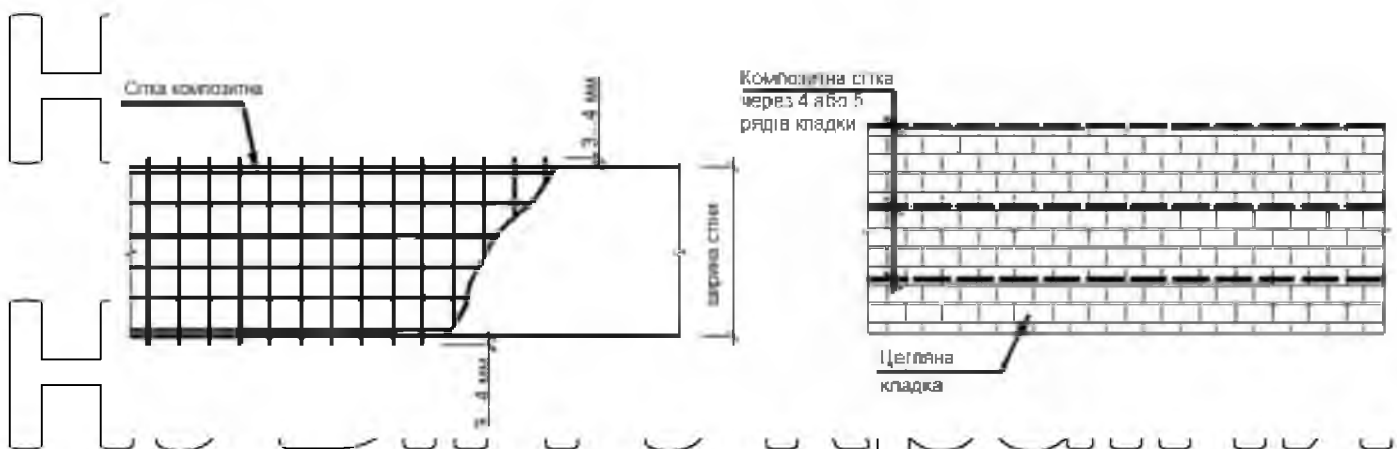 Сітка композитна
3...4 мм
ширина стіни
3...4 мм
Композитна сітка
через 4 або 5
рядів кладки
Цегляна
кладка